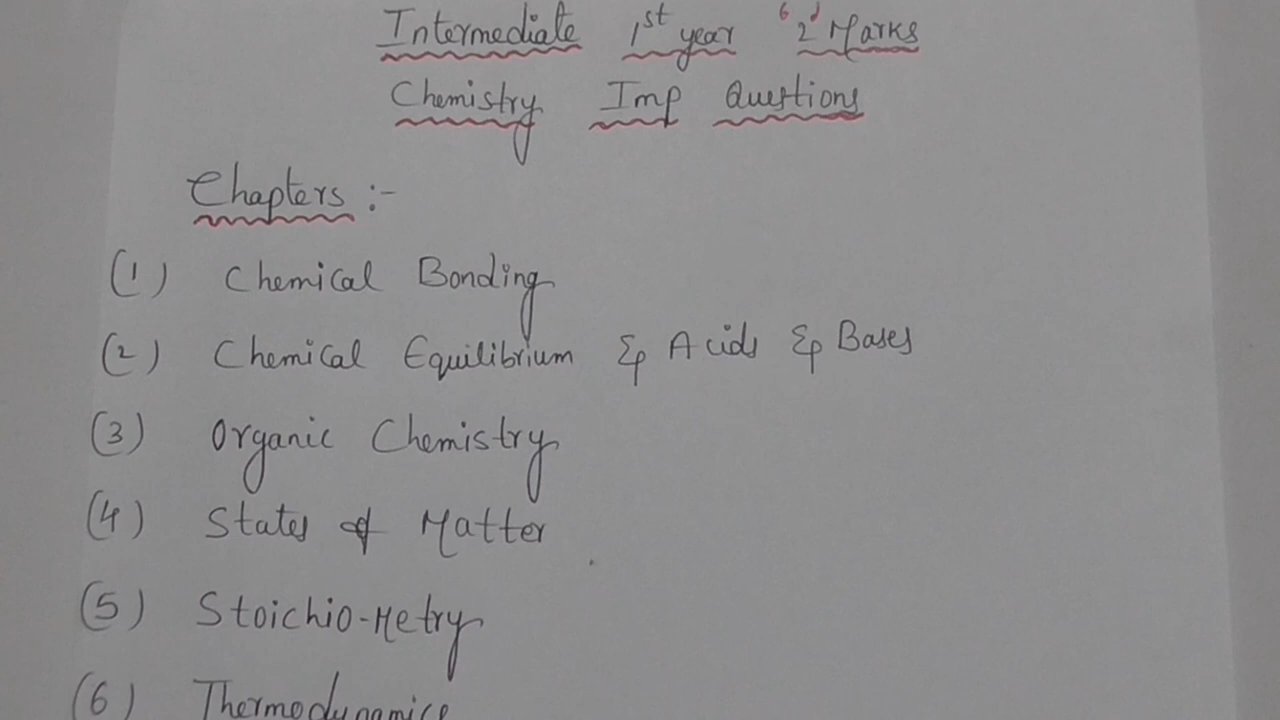 Intermediate 1st year "2" Marks
Chemistry Imp Questions
Chapters :-
(1) Chemical Bonding
(2) Chemical Equilibrium & Acids & Bases
(3) Organic Chemistry
(4) States of Matter
(5) Stoichio-Metry
(6) Thermodynamics